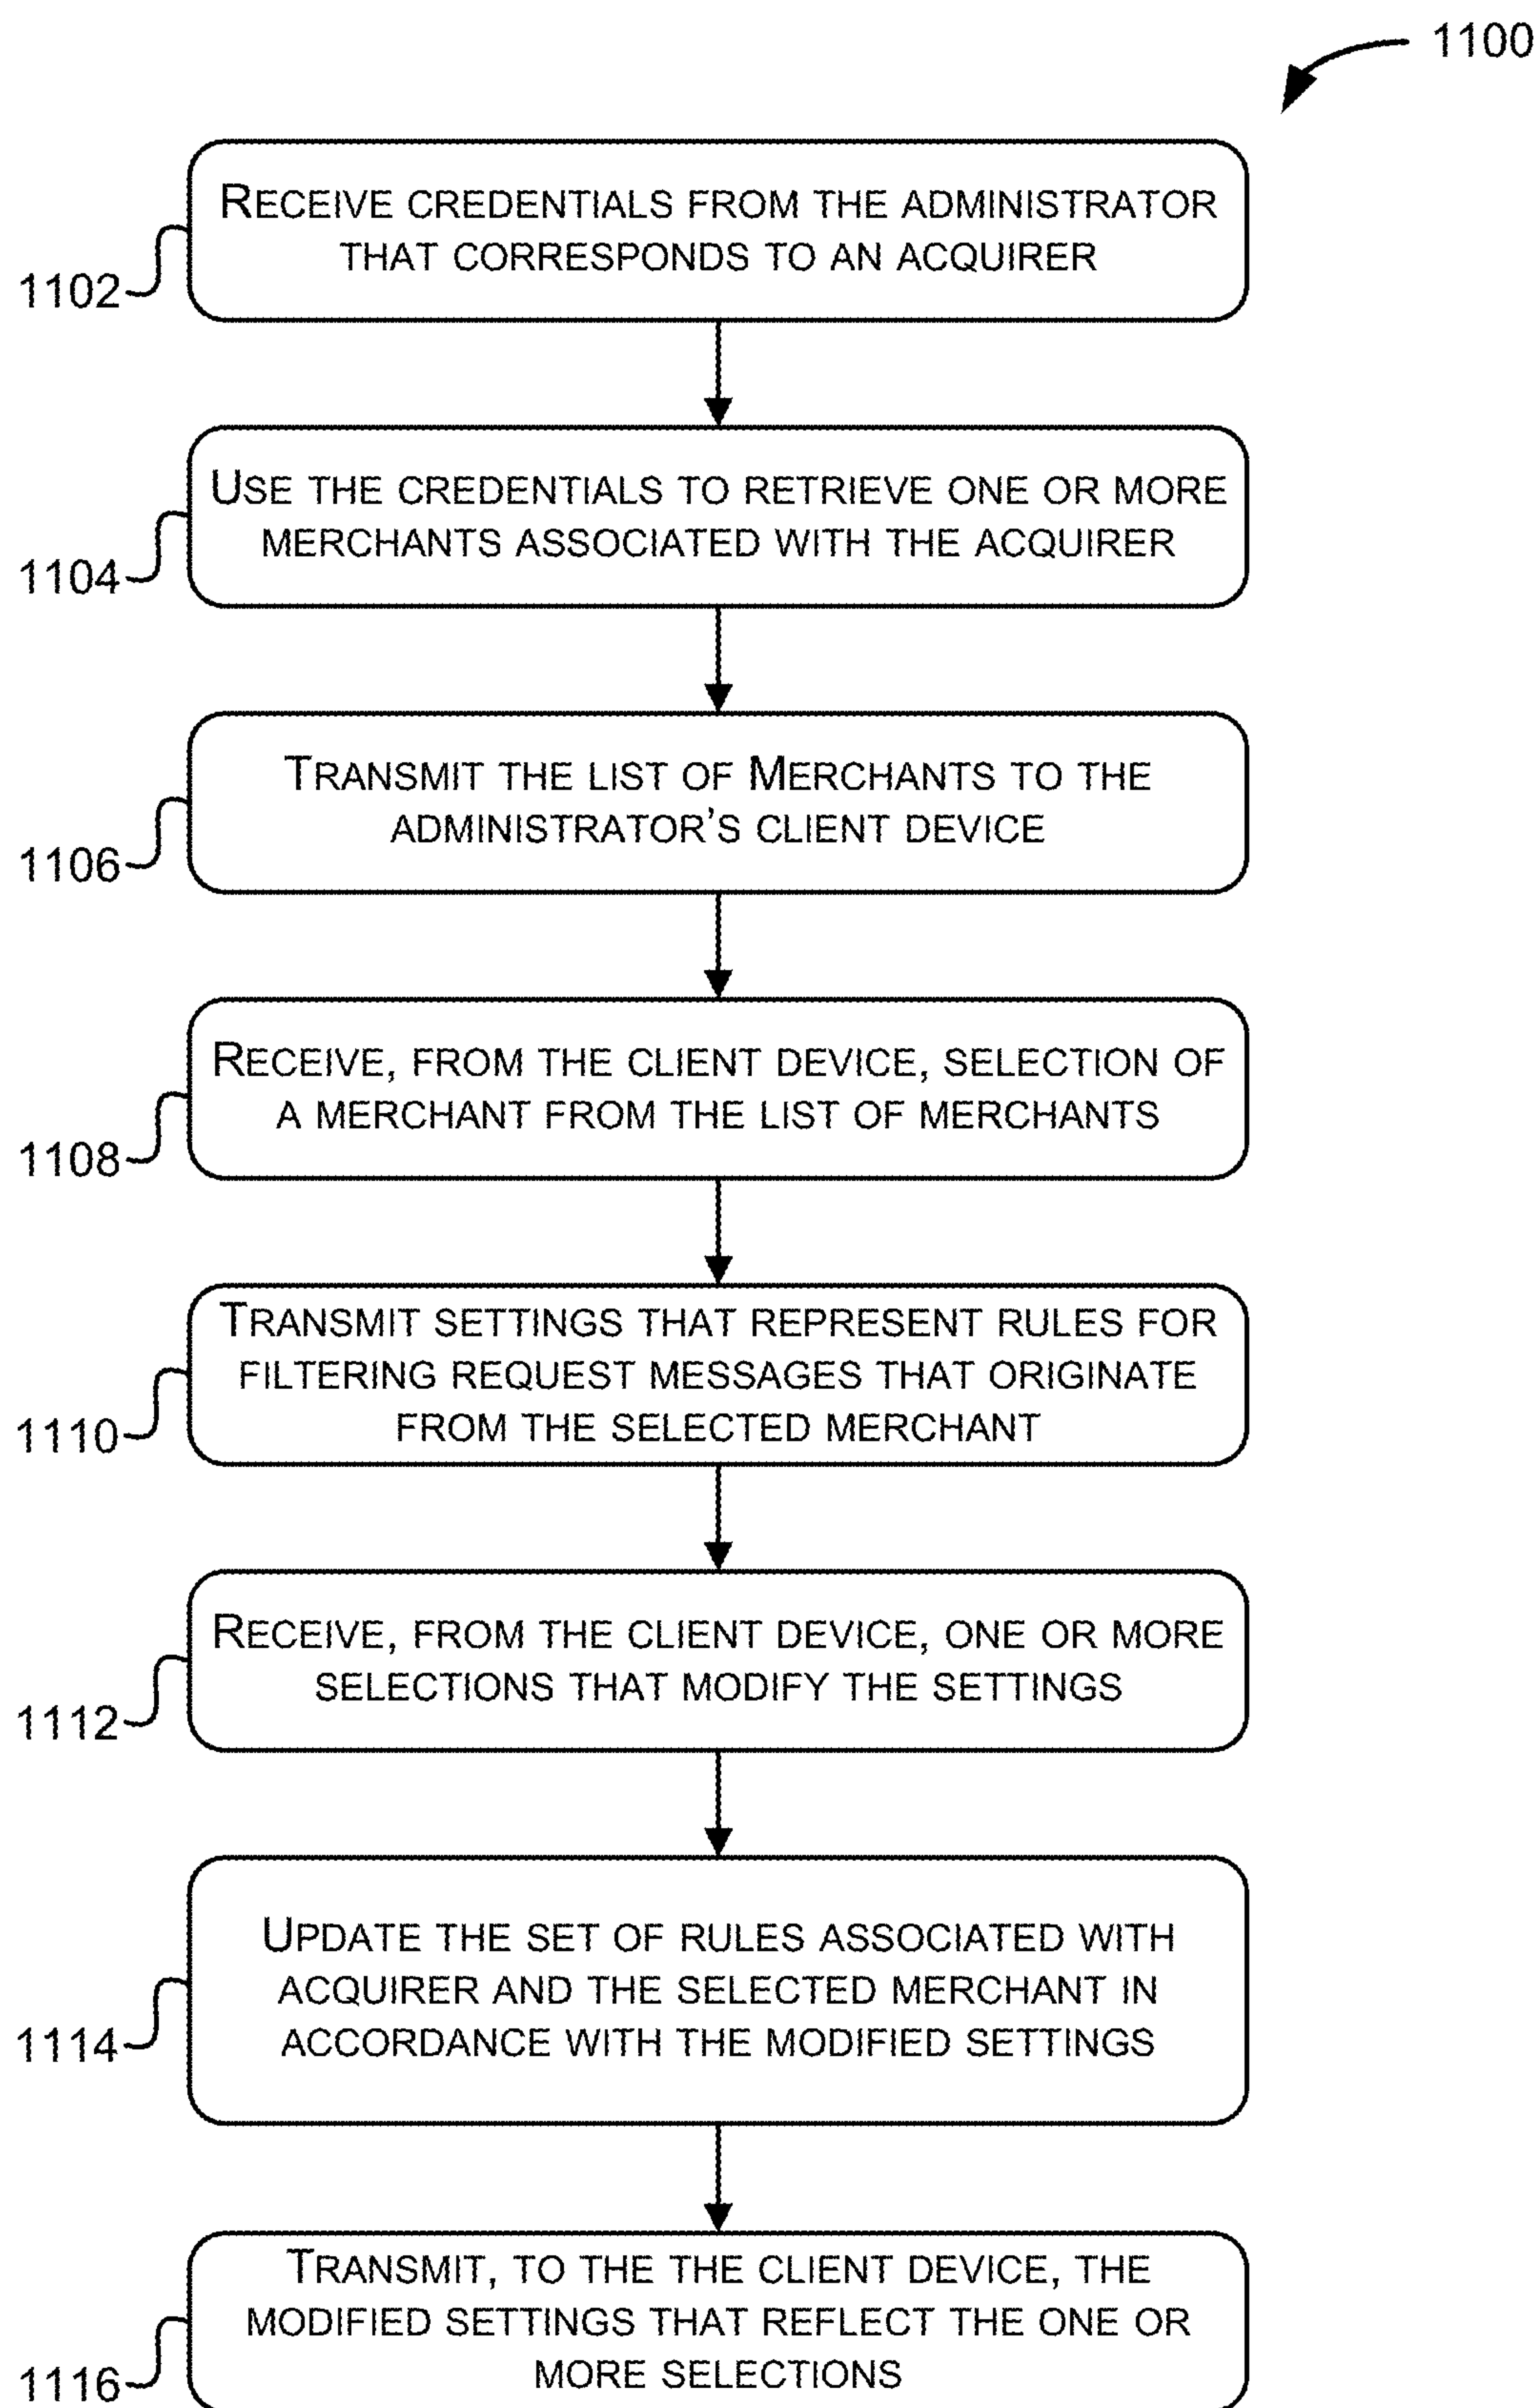 1100
RECEIVE CREDENTIALS FROM THE ADMINISTRATOR
THAT CORRESPONDS TO AN ACQUIRER
1102
USE THE CREDENTIALS TO RETRIEVE ONE OR MORE
MERCHANTS ASSOCIATED WITH THE ACQUIRER
1104
TRANSMIT THE LIST OF MERCHANTS TO THE
ADMINISTRATOR'S CLIENT DEVICE
1106
RECEIVE, FROM THE CLIENT DEVICE, SELECTION OF
A MERCHANT FROM THE LIST OF MERCHANTS
1108
TRANSMIT SETTINGS THAT REPRESENT RULES FOR
FILTERING REQUEST MESSAGES THAT ORIGINATE
FROM THE SELECTED MERCHANT
1110
RECEIVE, FROM THE CLIENT DEVICE, ONE OR MORE
SELECTIONS THAT MODIFY THE SETTINGS
1112
UPDATE THE SET OF RULES ASSOCIATED WITH
ACQUIRER AND THE SELECTED MERCHANT IN
ACCORDANCE WITH THE MODIFIED SETTINGS
1114
TRANSMIT, TO THE THE CLIENT DEVICE, THE
MODIFIED SETTINGS THAT REFLECT THE ONE OR
MORE SELECTIONS
1116